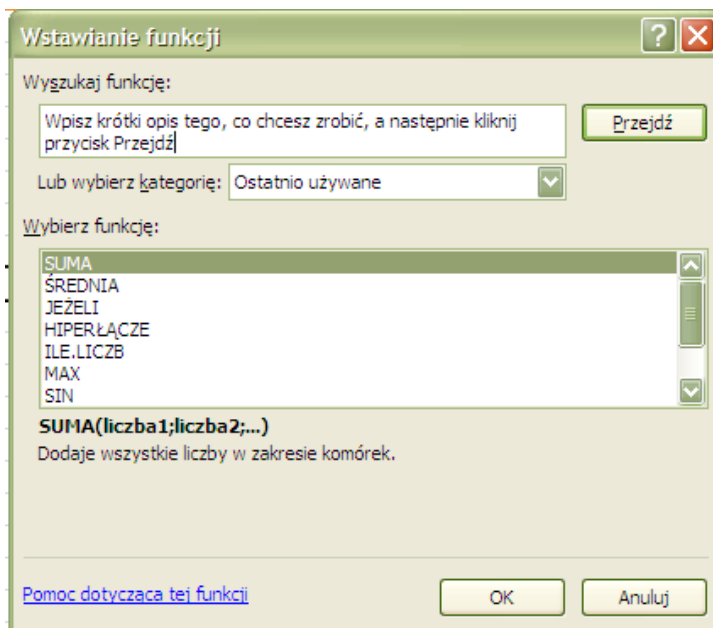 Wstawianie funkcji
Wyszukaj funkcję:
Wpisz krótki opis tego, co chcesz zrobić, a następnie kliknij
przycisk Przejdź
Przejdź
Lub wybierz kategorię: Ostatnio używane
Wybierz funkcję:
SUMA
ŚREDNIA
JEŻELI
HIPERŁĄCZE
ILE.LICZB
MAX
SIN
SUMA(liczba1;liczba2;...)
Dodaje wszystkie liczby w zakresie komórek.
Pomoc dotycząca tej funkcji
OK
Anuluj